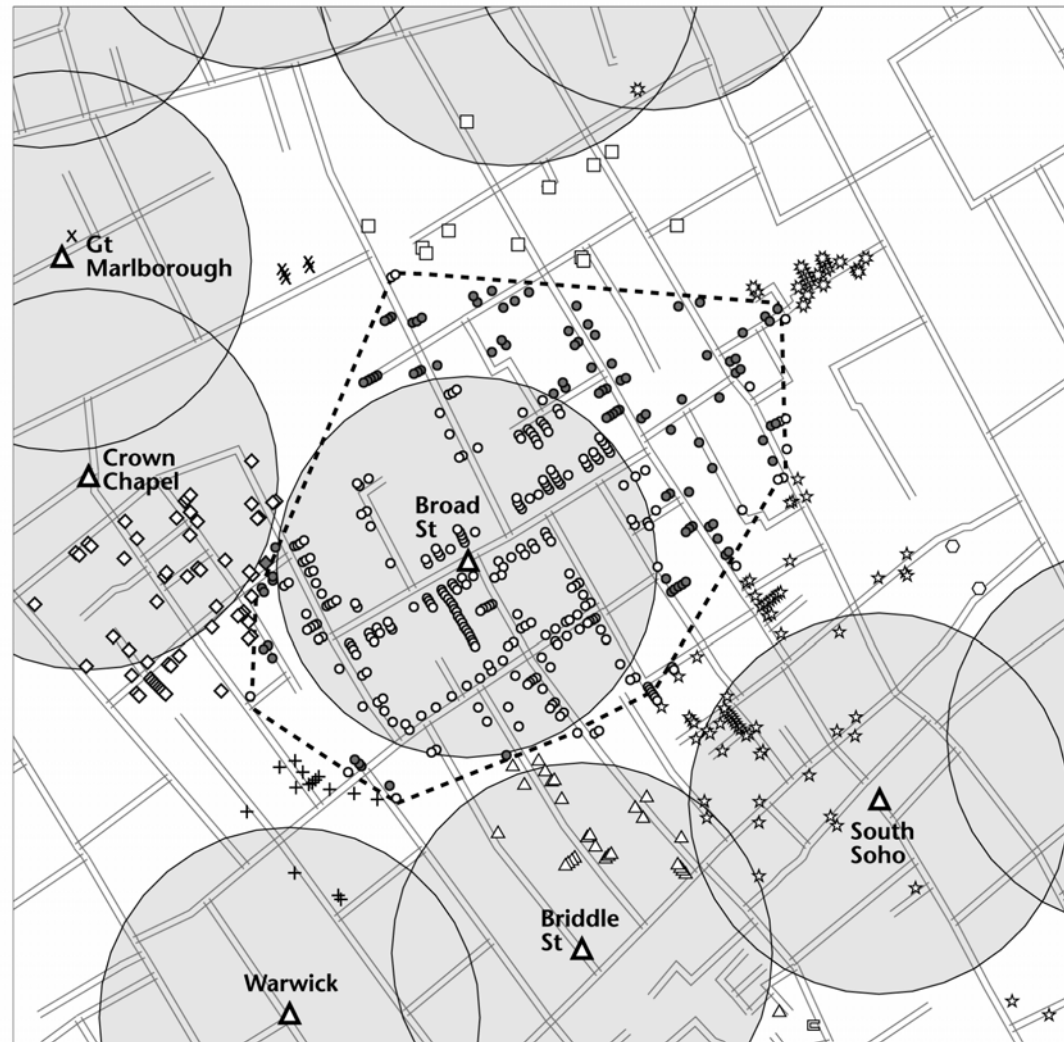 Gt
Marlborough
Crown
Chapel
Broad
St
South
Soho
Briddle
St
Warwick